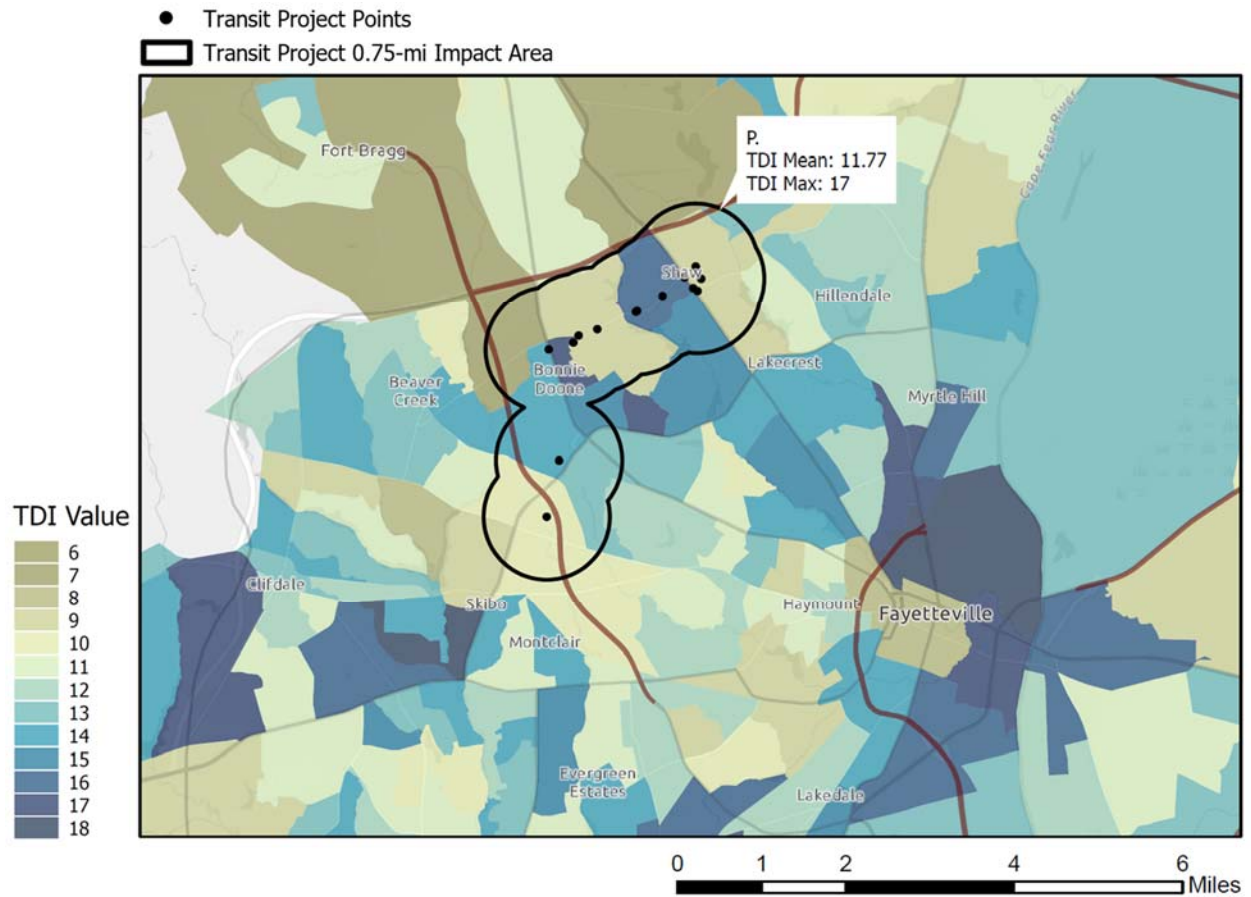 Transit Project Points
Transit Project 0.75-mi Impact Area
P.
TDI Mean: 11.77
TDI Max: 17
Fort Bragg
Cape Fear River
Shaw
Hillendale
Bonnie
Doone
Lakecrest
Beaver
Creek
Myrtle Hill
TDI Value
6
7
8
9
10
11
12
13
14
15
16
17
18
Clifdale
Skibo
Haymount
Fayetteville
Montclair
Evergreen
Estates
Lakedale
0 1 2 4 6
Miles